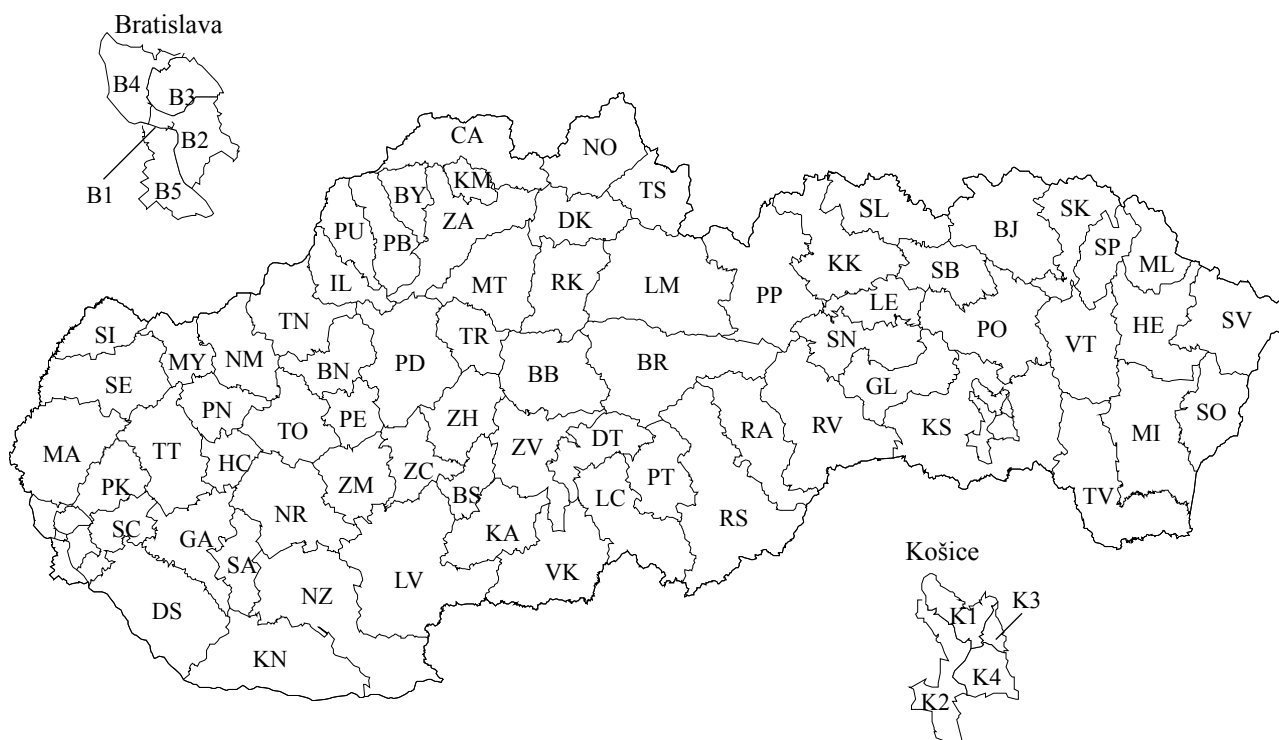 Bratislava
B4
B3
B2
B1
B5
CA
NO
KM
BY
TS
ZA
DK
PU
PB
SL
SK
BJ
SP
ML
KK
SB
IL
MT
RK
LM
PP
LE
TN
SI
MY
NM
TR
SN
PO
VT
HE
SV
BN
PD
BB
BR
SE
GL
PN
PE
TO
ZH
ZV
DT
RA
RV
KS
SO
MA
TT
HC
MI
PK
ZM
ZC
BS
LC
PT
TV
SC
GA
NR
KA
RS
SA
DS
NZ
LV
VK
Košice
KN
K1
K3
K4
K2